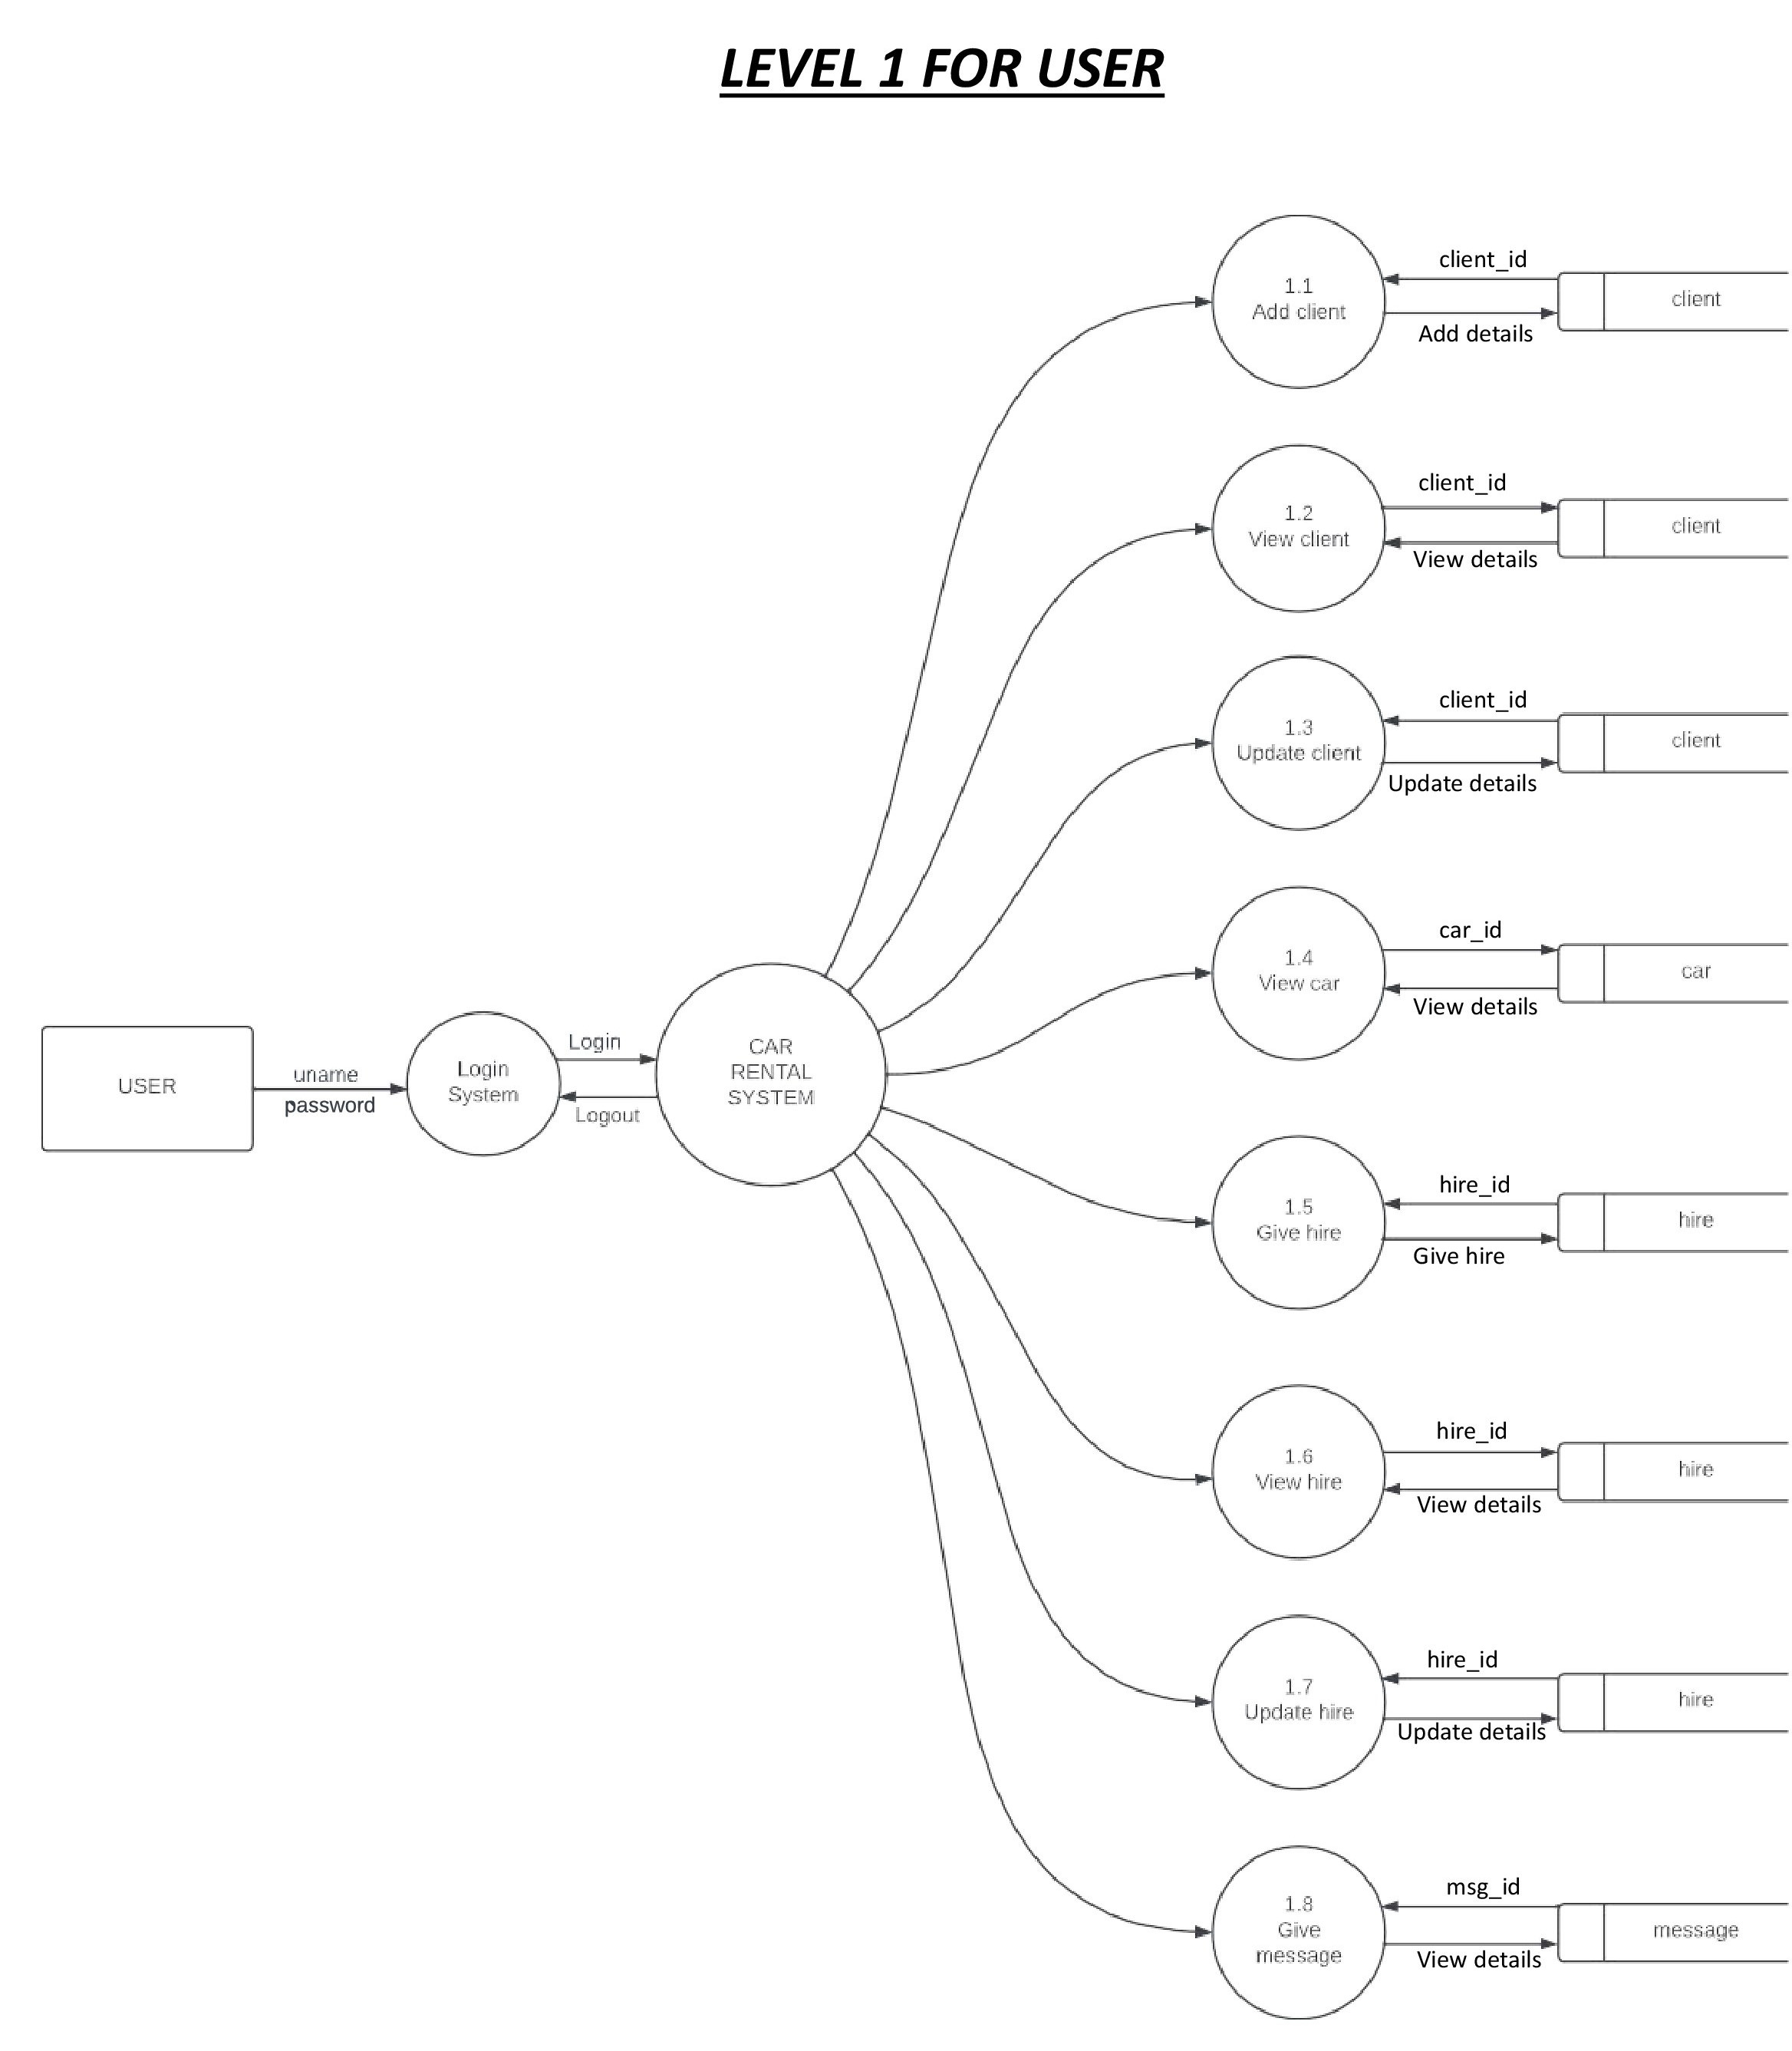 LEVEL 1 FOR USER
client_id
1.1
Add client
client
Add details
client_id
1.2
View client
client
View details
client_id
1.3
Update client
client
Update details
car_id
1.4
View car
car
View details
USER
uname
password
Login
System
Login
Logout
CAR
RENTAL
SYSTEM
hire_id
1.5
Give hire
hire
Give hire
hire_id
1.6
View hire
hire
View details
hire_id
1.7
Update hire
hire
Update details
msg_id
1.8
Give
message
message
View details